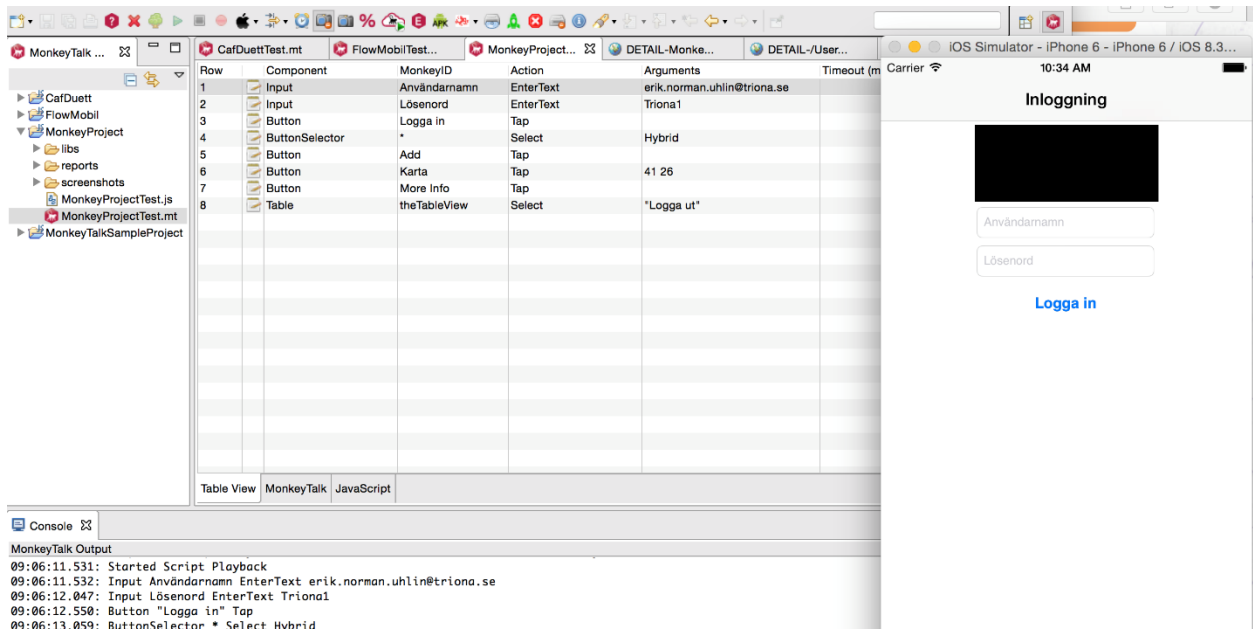 MonkeyTalk ...
CafDuett
FlowMobil
MonkeyProject
libs
reports
screenshots
MonkeyProjectTest.js
MonkeyProjectTest.mt
MonkeyTalkSampleProject
CafDuettTest.mt FlowMobilTest... MonkeyProject... DETAIL-Monke... DETAIL-/User...
Row Component MonkeyID Action Arguments Timeout (m
1 Input Användarnamn EnterText erik.norman.uhlin@triona.se
2 Input Lösenord EnterText Triona1
3 Button Logga in Tap
4 ButtonSelector * Select Hybrid
5 Button Add Tap
6 Button Karta Tap 41 26
7 Button More Info Tap
8 Table theTableView Select "Logga ut"
Table View MonkeyTalk JavaScript
Console
MonkeyTalk Output
09:06:11.531: Started Script Playback
09:06:11.532: Input Användarnamn EnterText erik.norman.uhlin@triona.se
09:06:12.047: Input Lösenord EnterText Triona1
09:06:12.550: Button "Logga in" Tap
09:06:13.059: ButtonSelector * Select Hybrid
iOS Simulator - iPhone 6 - iPhone 6 / iOS 8.3...
Carrier 10:34 AM
Inloggning
Användarnamn
Lösenord
Logga in